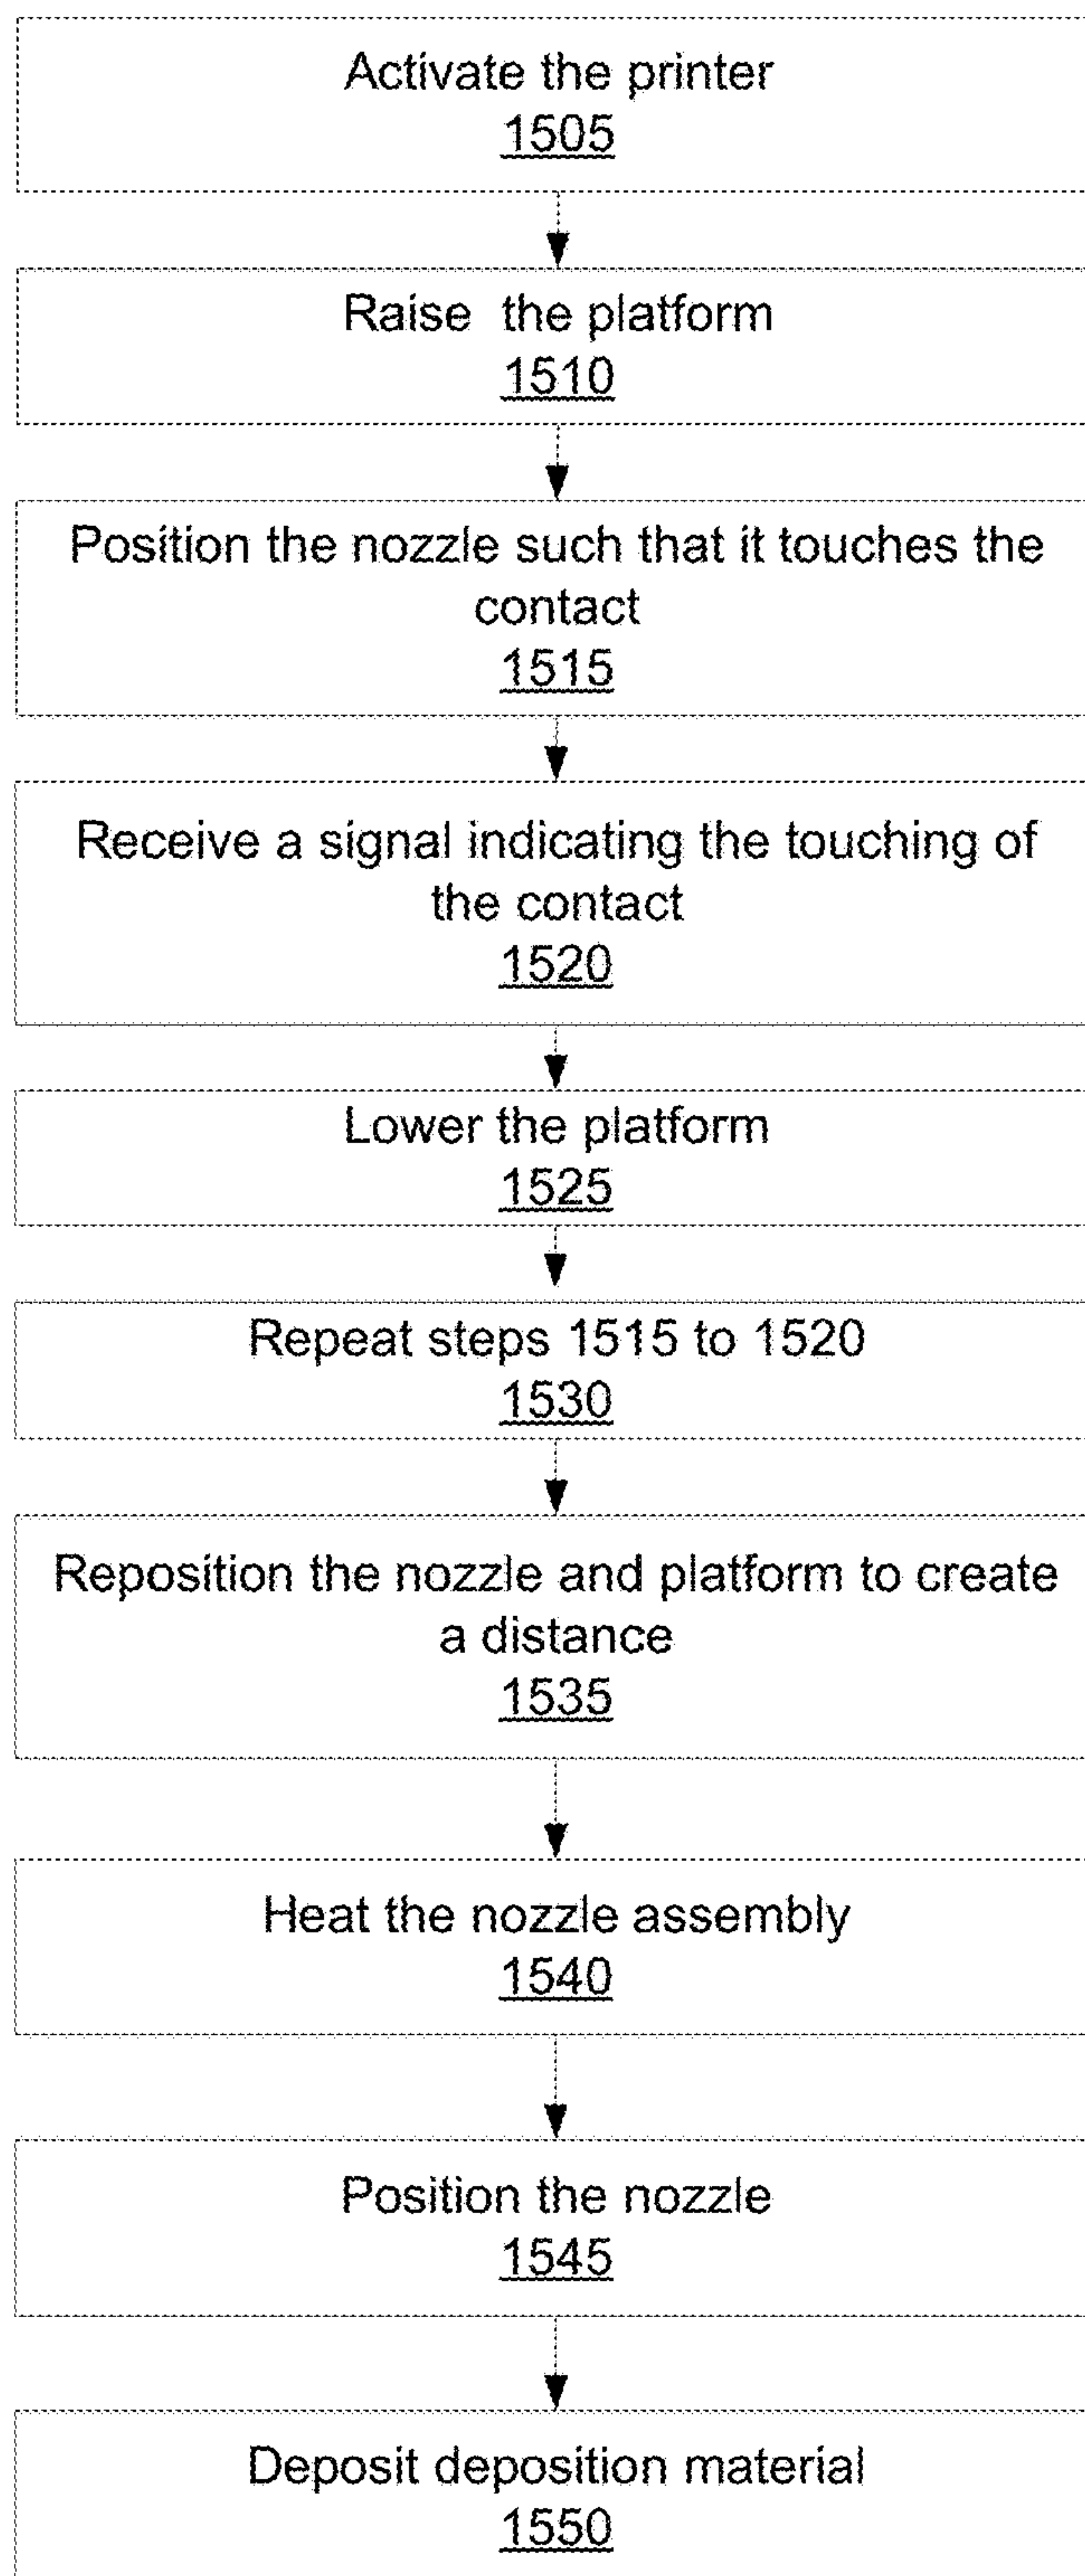 Activate the printer
1505
Raise the platform
1510
Position the nozzle such that it touches the
contact
1515
Receive a signal indicating the touching of
the contact
1520
Lower the platform
1525
Repeat steps 1515 to 1520
1530
Reposition the nozzle and platform to create
a distance
1535
Heat the nozzle assembly
1540
Position the nozzle
1545
Deposit deposition material
1550